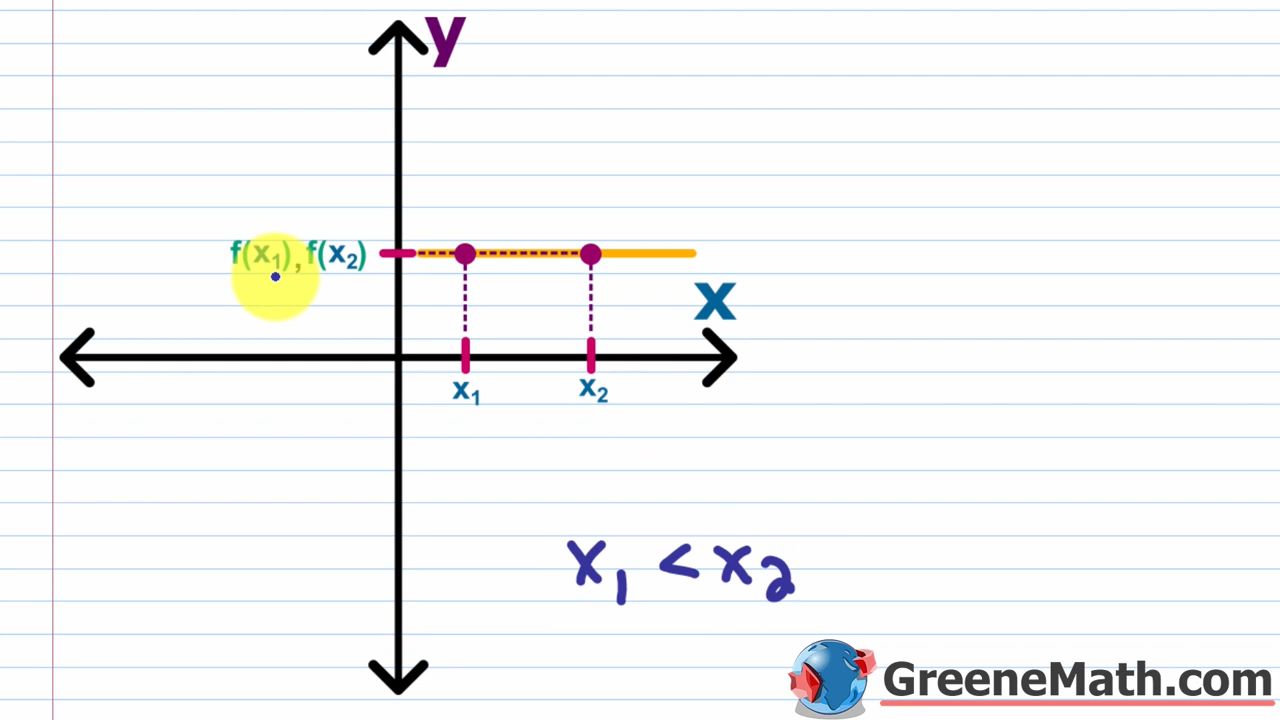 y
f(x₁), f(x₂)
x
x₁
x₂
x₁ < x₂
GreeneMath.com